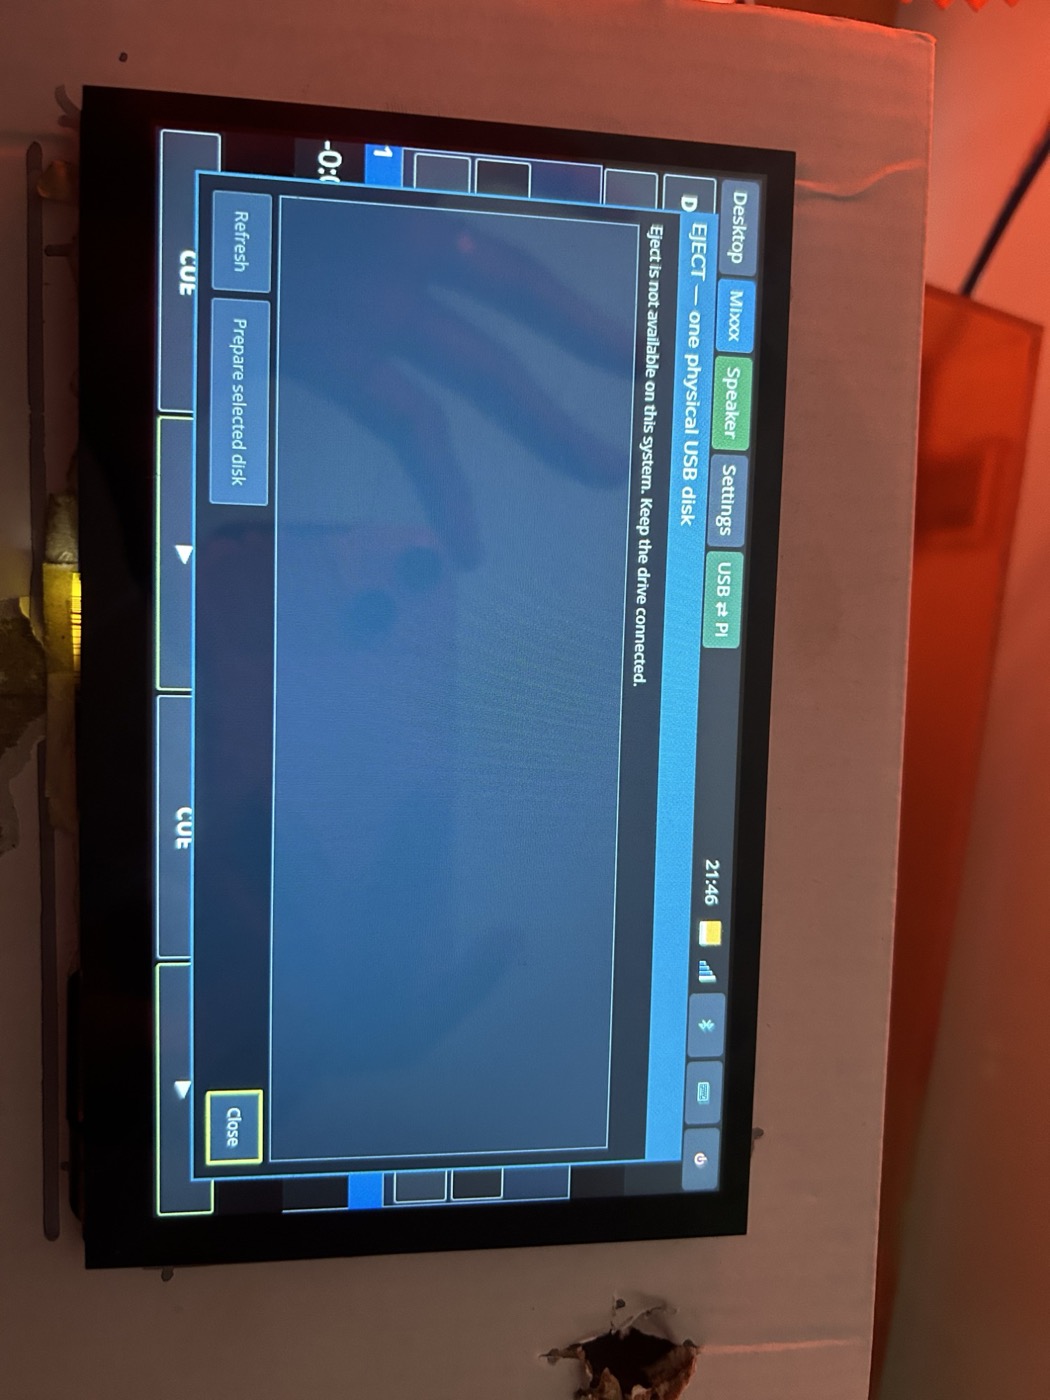 Desktop Mixxx Speaker Settings USB ⇄ Pi 21:46
D
EJECT — one physical USB disk
Eject is not available on this system. Keep the drive connected.
1
-0:
Refresh Prepare selected disk Close
CUE CUE